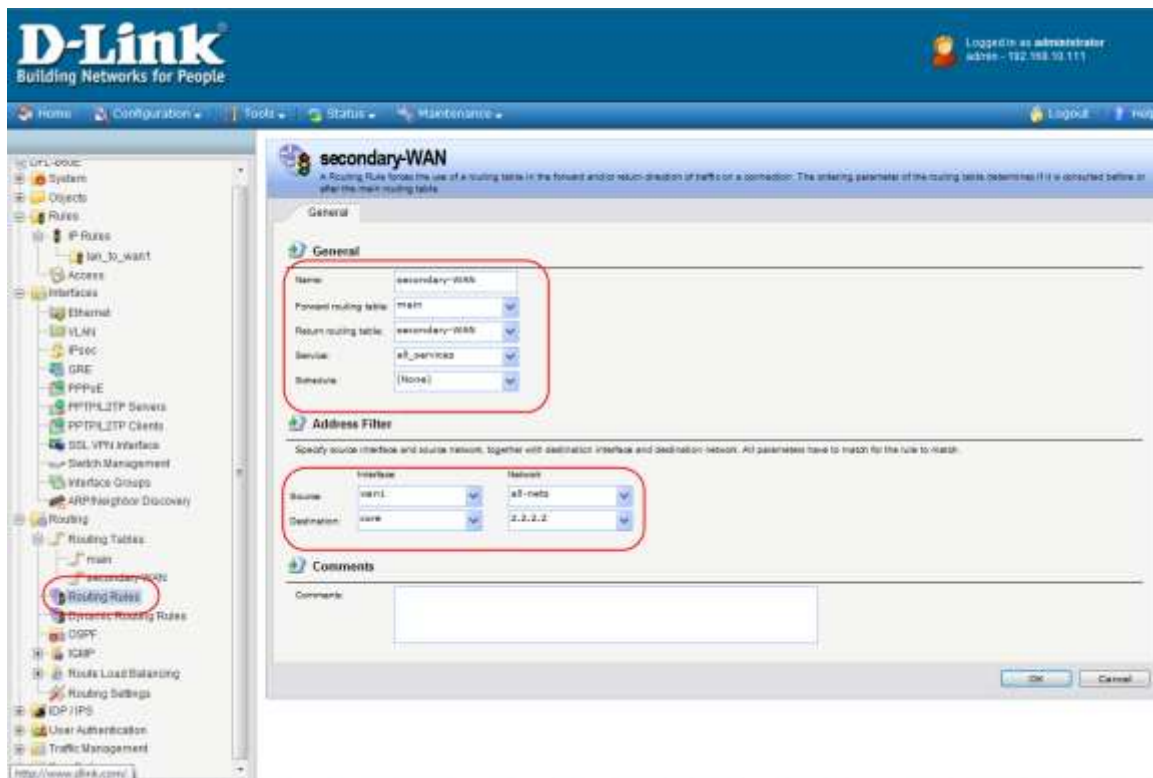 D-Link
Building Networks for People
Logged in as administrator
admin - 192.168.10.111
Home Configuration Tools Status Maintenance Logout Help
System
Objects
Rules
IP Rules
lan_to_wan1
Access
Interfaces
Ethernet
VLAN
IPsec
GRE
PPPoE
PPTP/L2TP Servers
PPTP/L2TP Clients
SSL VPN Interface
Switch Management
Interface Groups
ARP/Neighbor Discovery
Routing
Routing Tables
main
secondary-WAN
Routing Rules
Dynamic Routing Rules
OSPF
IGMP
Route Load Balancing
Routing Settings
IDP / IPS
User Authentication
Traffic Management
http://www.dlink.com/
secondary-WAN
A Routing Rule forces the use of a routing table in the forward and/or return direction of traffic on a connection. The ordering parameter of the routing table determines if it is consulted before or
after the main routing table.
General
General
Name: secondary-WAN
Forward routing table: main
Return routing table: secondary-WAN
Service: all_services
Schedule: (None)
Address Filter
Specify source interface and source network, together with destination interface and destination network. All parameters have to match for the rule to match.
Interface Network
Source: wan1 all-nets
Destination: core 2.2.2.2
Comments
Comments:
OK Cancel